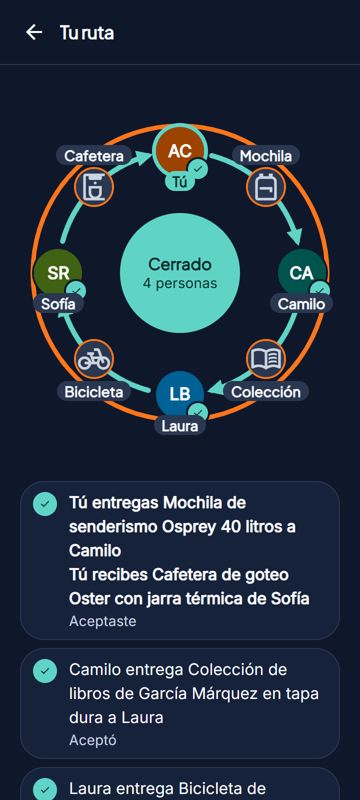 Tu ruta
AC
Cafetera
Mochila
Tú
SR
Cerrado
4 personas
CA
Sofía
Camilo
Bicicleta
LB
Colección
Laura
Tú entregas Mochila de
senderismo Osprey 40 litros a
Camilo
Tú recibes Cafetera de goteo
Oster con jarra térmica de Sofía
Aceptaste
Camilo entrega Colección de
libros de García Márquez en tapa
dura a Laura
Aceptó
Laura entrega Bicicleta de